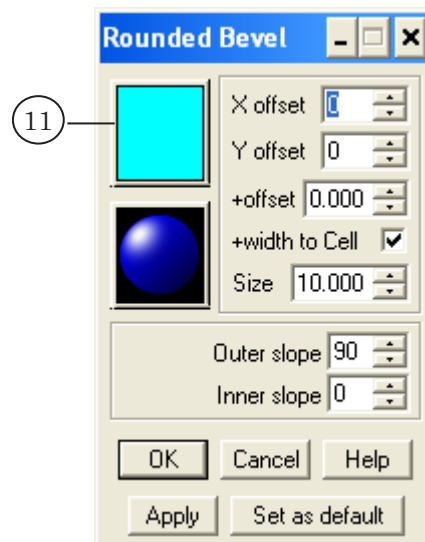 Rounded Bevel
11
X offset 0
Y offset 0
+offset 0.000
+width to Cell
Size 10.000
Outer slope 90
Inner slope 0
OK Cancel Help
Apply Set as default